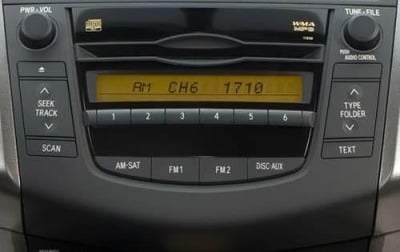 PWR•VOL
WMA
MP3
TUNE•FILE
PUSH
AUDIO CONTROL
AM CH6 1710
SEEK
TRACK
TYPE
FOLDER
1 2 3 4 5 6
SCAN
TEXT
AM•SAT
FM1
FM2
DISC•AUX